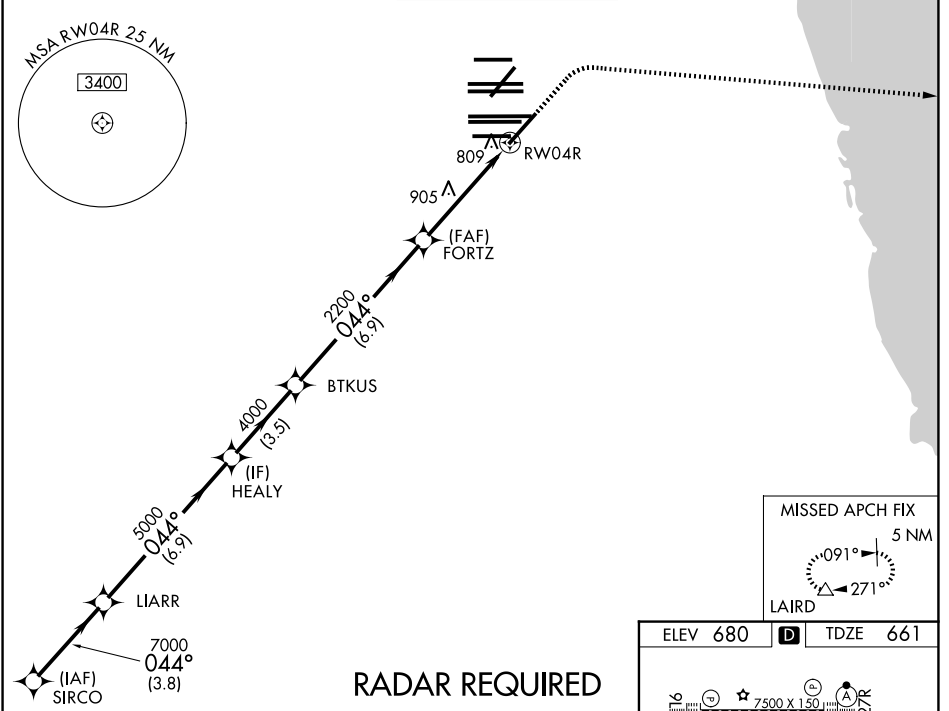 MSA RW04R 25 NM
3400
809
RW04R
905
(FAF)
FORTZ
2200
044°
(6.9)
BTKUS
4000
(3.5)
(IF)
HEALY
5000
044°
(6.9)
LIARR
7000
044°
(3.8)
(IAF)
SIRCO
RADAR REQUIRED
MISSED APCH FIX
5 NM
091°
271°
LAIRD
ELEV 680 D TDZE 661
P
P
A
7500 X 150
27R